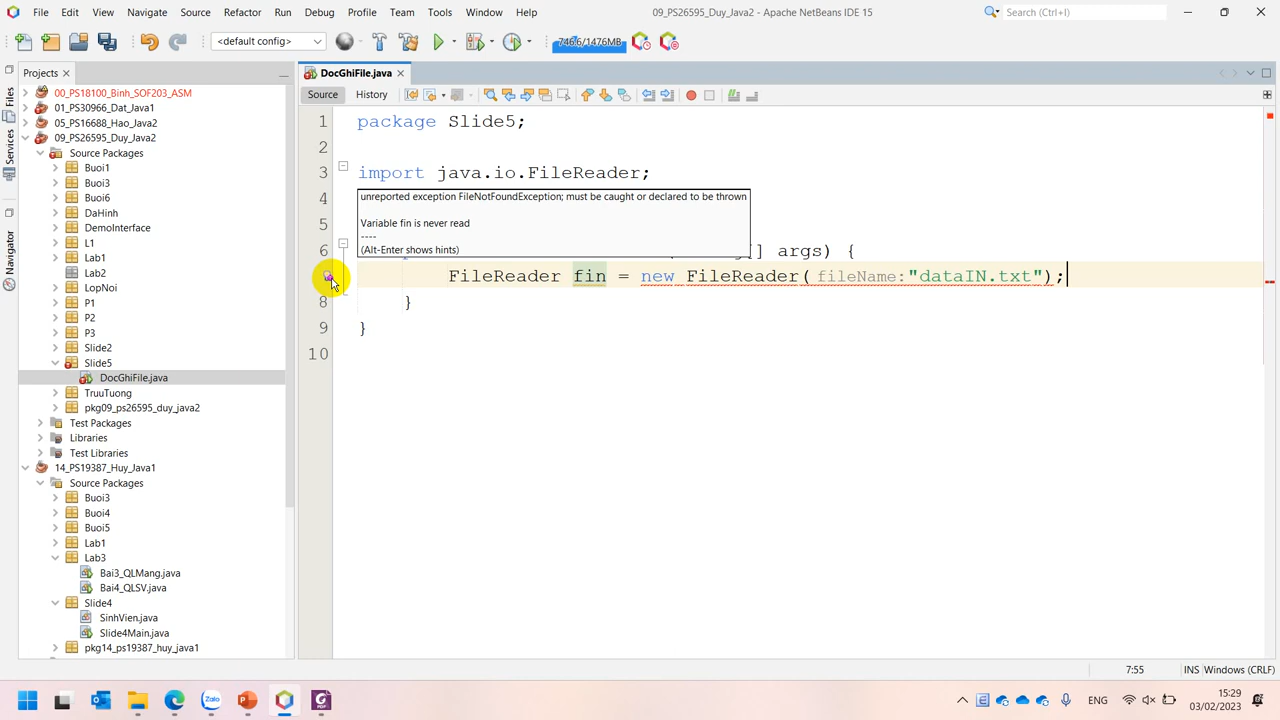 File Edit View Navigate Source Refactor Run Debug Profile Team Tools Window Help 09_PS26595_Duy_Java2 - Apache NetBeans IDE 15 Search (Ctrl+I)
<default config> 746.6/1476MB
Projects DocGhiFile.java
Source History
Files
Services
Navigator
00_PS18100_Binh_SOF203_ASM
01_PS30966_Dat_Java1
05_PS16688_Hao_Java2
09_PS26595_Duy_Java2
Source Packages
Buoi1
Buoi3
Buoi6
DaHinh
DemoInterface
L1
Lab1
Lab2
LopNoi
P1
P2
P3
Slide2
Slide5
DocGhiFile.java
TruuTuong
pkg09_ps26595_duy_java2
Test Packages
Libraries
Test Libraries
14_PS19387_Huy_Java1
Source Packages
Buoi3
Buoi4
Buoi5
Lab1
Lab3
Bai3_QLMang.java
Bai4_QLSV.java
Slide4
SinhVien.java
Slide4Main.java
pkg14_ps19387_huy_java1
1 package Slide5;
2
3 import java.io.FileReader;
4
unreported exception FileNotFoundException; must be caught or declared to be thrown
5
Variable fin is never read
----
(Alt-Enter shows hints)
6 [] args) {
FileReader fin = new FileReader(fileName:"dataIN.txt");
8 }
9 }
10
7:55 INS Windows (CRLF)
Zalo ENG 15:29
03/02/2023